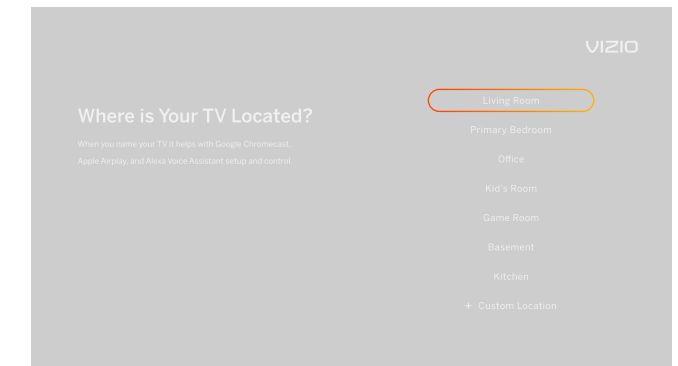 VIZIO
Where is Your TV Located?
When you name your TV it helps with Google Chromecast,
Apple Airplay, and Alexa Voice Assistant setup and control.
Living Room
Primary Bedroom
Office
Kid's Room
Game Room
Basement
Kitchen
+ Custom Location